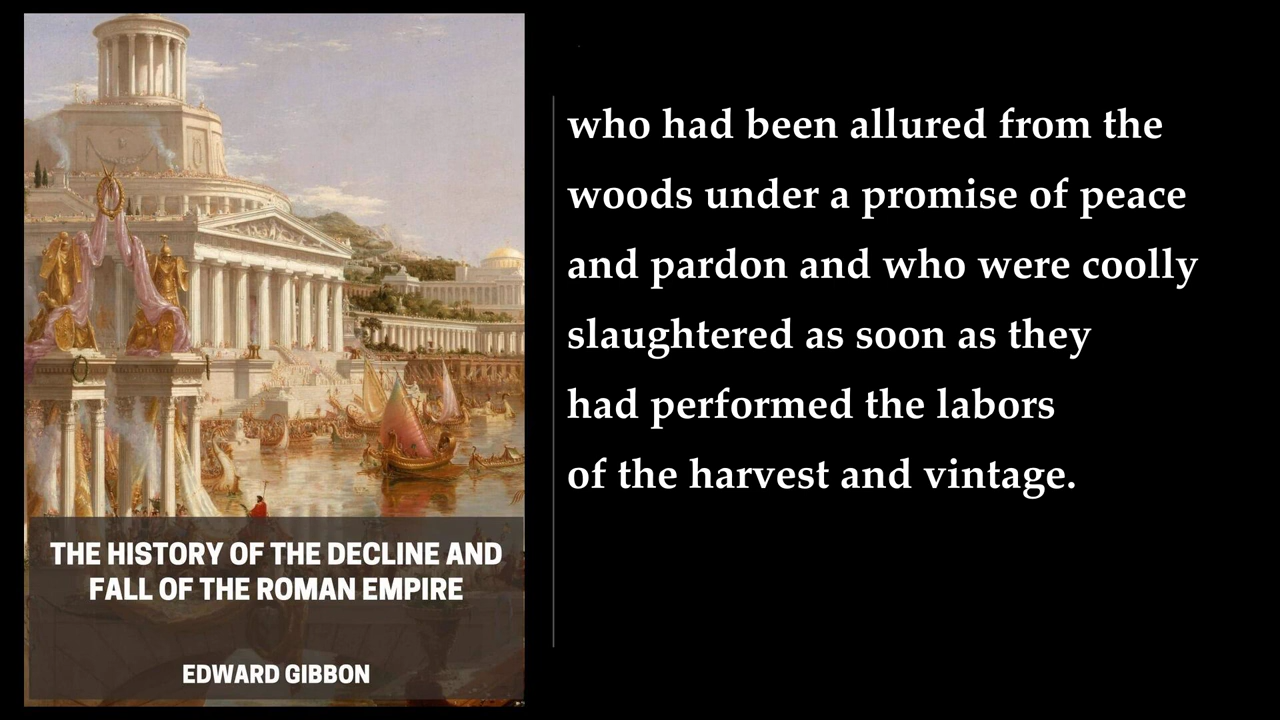 THE HISTORY OF THE DECLINE AND
FALL OF THE ROMAN EMPIRE
EDWARD GIBBON
who had been allured from the
woods under a promise of peace
and pardon and who were coolly
slaughtered as soon as they
had performed the labors
of the harvest and vintage.